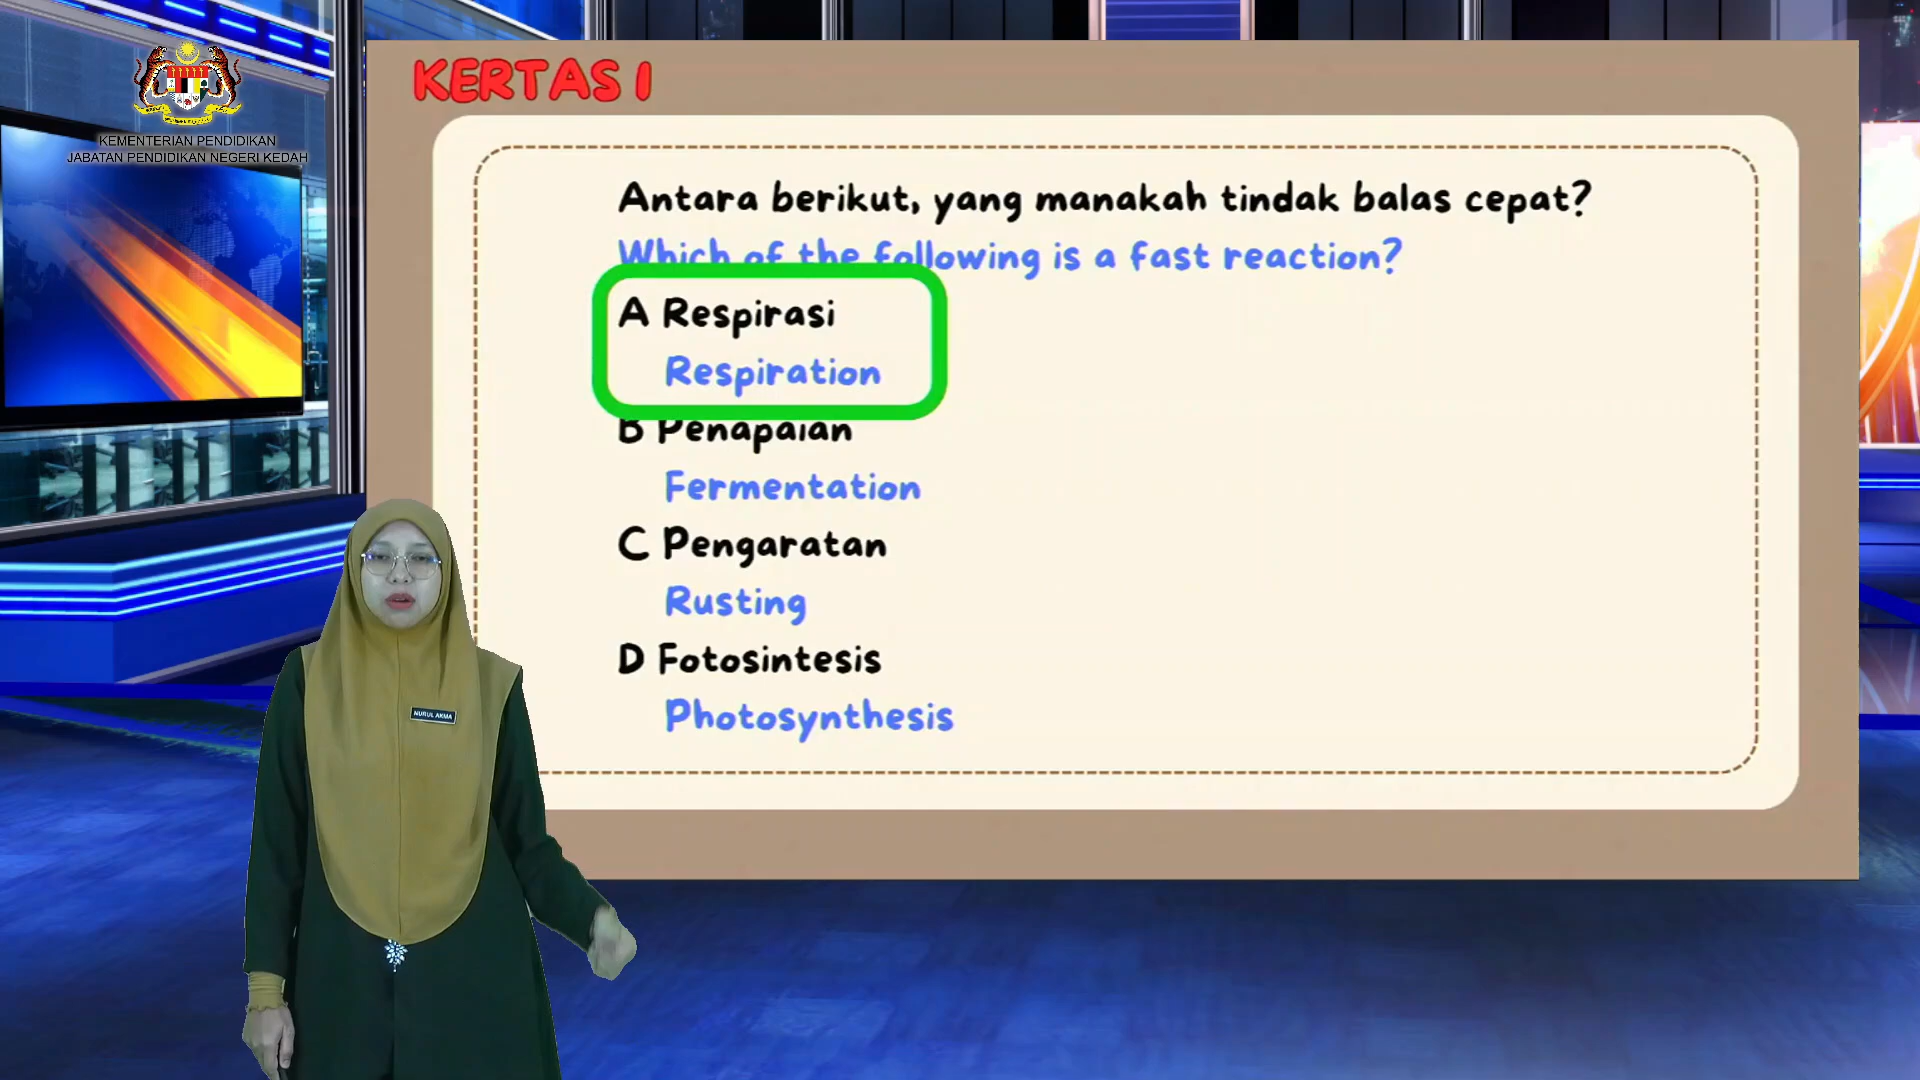 KEMENTERIAN PENDIDIKAN
JABATAN PENDIDIKAN NEGERI KEDAH
KERTAS 1
Antara berikut, yang manakah tindak balas cepat?
Which of the following is a fast reaction?
A Respirasi
Respiration
B Penapaian
Fermentation
C Pengaratan
Rusting
D Fotosintesis
Photosynthesis
NURUL AKMA